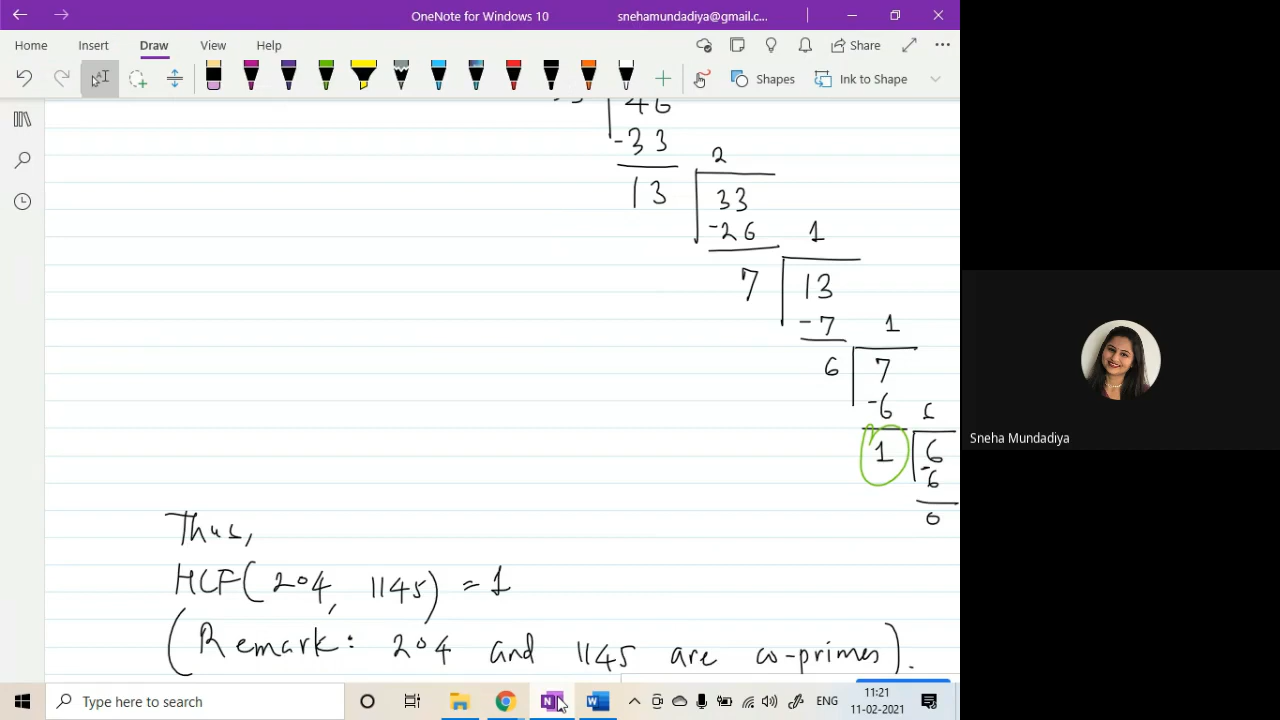 OneNote for Windows 10
snehamundadiya@gmail.c...
Home Insert Draw View Help
Share
Shapes
Ink to Shape
46
-33
2
13 33
-26 1
7 13
-7 1
6 7
-6
1 6
-6
0
Thus,
HCF(204, 1145) = 1
(Remark: 204 and 1145 are co-primes).
Sneha Mundadiya
Type here to search
ENG
11:21
11-02-2021